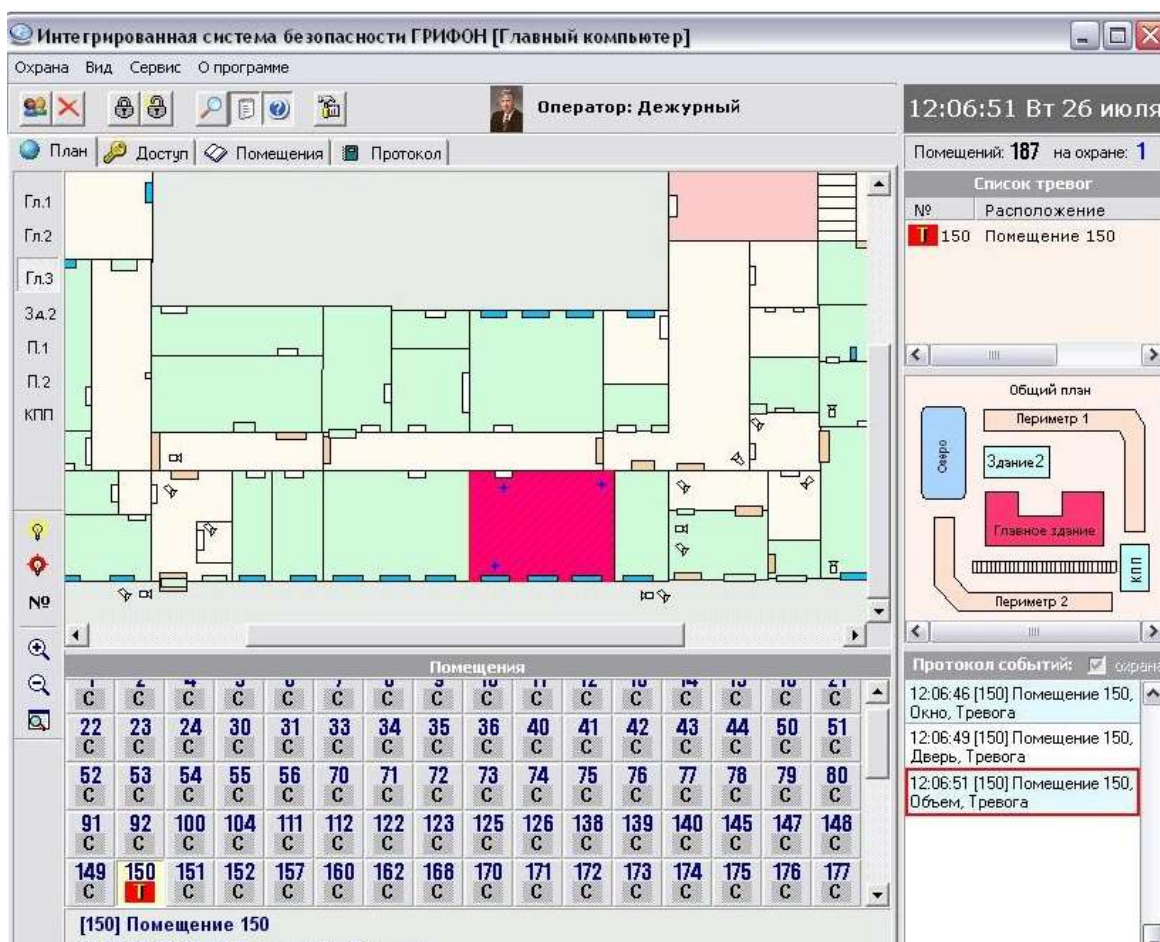 Интегрированная система безопасности ГРИФОН [Главный компьютер]
Охрана Вид Сервис О программе
Оператор: Дежурный
12:06:51 Вт 26 июля
План Доступ Помещения Протокол
Помещений: 187 на охране: 1
Список тревог
№ Расположение
Т 150 Помещение 150
Гл.1
Гл.2
Гл.3
Зд.2
П.1
П.2
КПП
№
Общий план
Периметр 1
Озеро
Здание2
Главное здание
КПП
Периметр 2
Помещения
22 23 24 30 31 33 34 35 36 40 41 42 43 44 50 51
С С С С С С С С С С С С С С С С
52 53 54 55 56 70 71 72 73 74 75 76 77 78 79 80
С С С С С С С С С С С С С С С С
91 92 100 104 111 112 122 123 125 126 138 139 140 145 147 148
С С С С С С С С С С С С С С С С
149 150 151 152 157 160 162 168 170 171 172 173 174 175 176 177
С Т С С С С С С С С С С С С С С
[150] Помещение 150
Протокол событий: охрана
12:06:46 [150] Помещение 150,
Окно, Тревога
12:06:49 [150] Помещение 150,
Дверь, Тревога
12:06:51 [150] Помещение 150,
Объем, Тревога